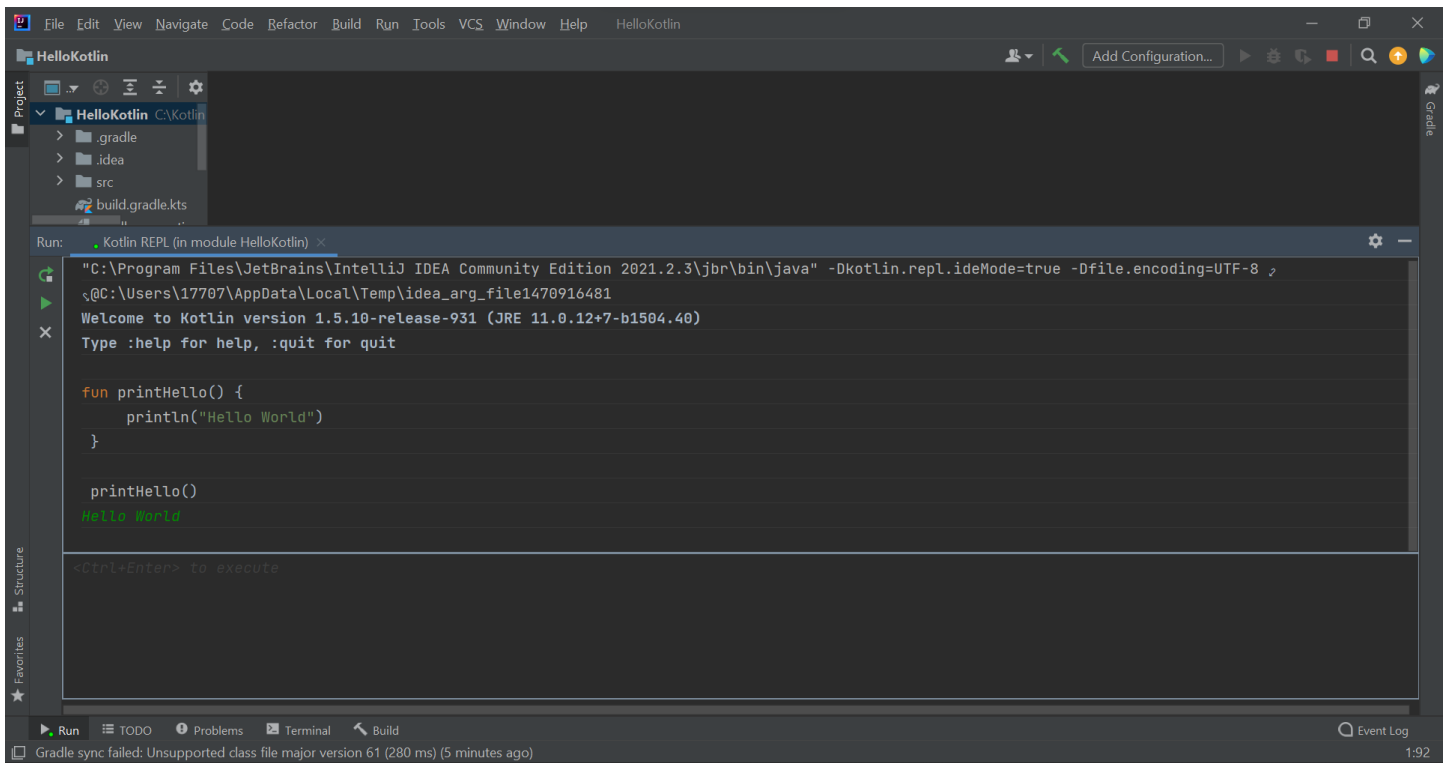 File Edit View Navigate Code Refactor Build Run Tools VCS Window Help HelloKotlin
HelloKotlin
Add Configuration...
Project
HelloKotlin C:\Kotlin
.gradle
.idea
src
build.gradle.kts
Gradle
Run: Kotlin REPL (in module HelloKotlin)
"C:\Program Files\JetBrains\IntelliJ IDEA Community Edition 2021.2.3\jbr\bin\java" -Dkotlin.repl.ideMode=true -Dfile.encoding=UTF-8
@C:\Users\17707\AppData\Local\Temp\idea_arg_file1470916481
Welcome to Kotlin version 1.5.10-release-931 (JRE 11.0.12+7-b1504.40)
Type :help for help, :quit for quit
fun printHello() {
println("Hello World")
}
printHello()
Hello World
<Ctrl+Enter> to execute
Structure
Favorites
Run TODO Problems Terminal Build Event Log
Gradle sync failed: Unsupported class file major version 61 (280 ms) (5 minutes ago) 1:92